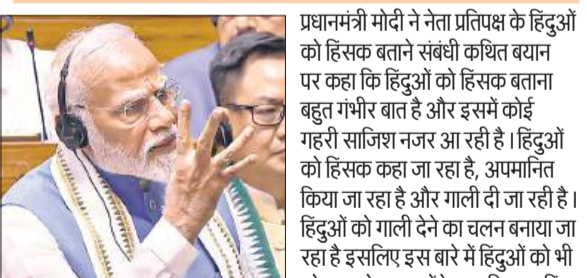 प्रधानमंत्री मोदी ने नेता प्रतिपक्ष के हिंदुओं
को हिंसक बताने संबंधी कथित बयान
पर कहा कि हिंदुओं को हिंसक बताना
बहुत गंभीर बात है और इसमें कोई
गहरी साजिश नजर आ रही है। हिंदुओं
को हिंसक कहा जा रहा है, अपमानित
किया जा रहा है और गाली दी जा रही है।
हिंदुओं को गाली देने का चलन बनाया जा
रहा है इसलिए इस बारे में हिंदुओं को भी